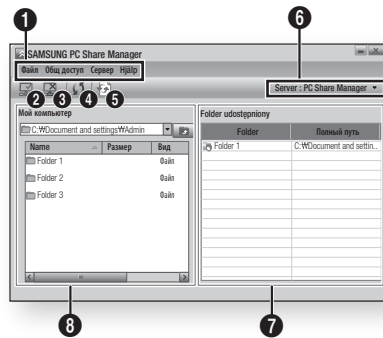 1
6
SAMSUNG PC Share Manager
Файл Общ доступ Сервер Hjälp
2 3 4 5
Server : PC Share Manager
Мой компьютер
Folder udostępniony
C:₩Document and settings₩Admin
Name Размер Вид
Folder Полный путь
Folder 1 Файл
Folder 1 C:₩Document and settin...
Folder 2 Файл
Folder 3 Файл
8
7